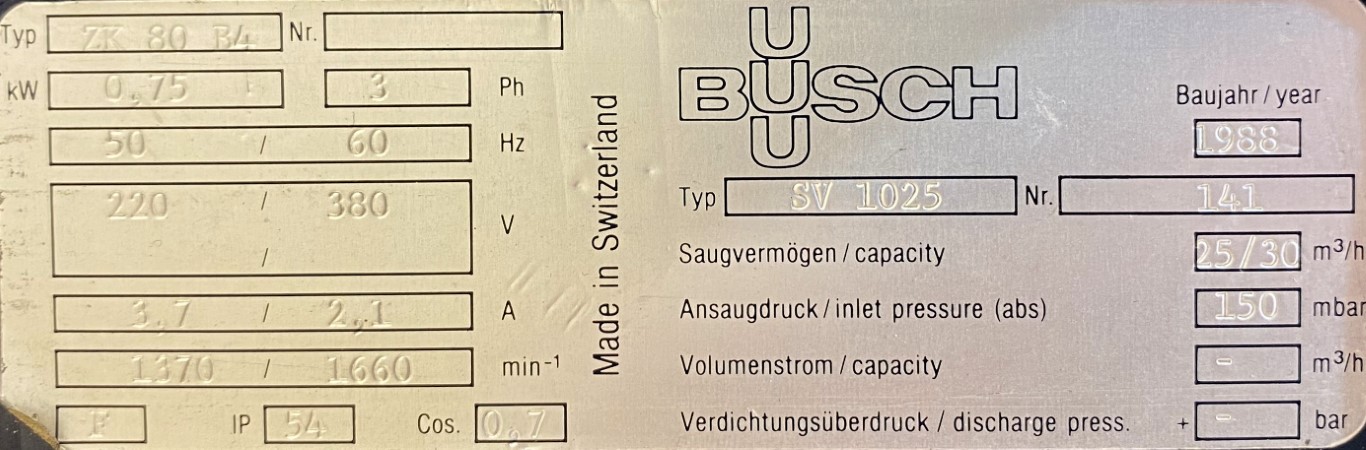 Typ ZK 80 B4 Nr.
kW 0,75 3 Ph
50 / 60 Hz
220 / 380 V
/
3,7 / 2,1 A
1370 / 1660 min-1
F IP 54 Cos. 0,7
Made in Switzerland
U
BUSCH
U
Baujahr / year
1988
Typ SV 1025 Nr. 141
Saugvermögen / capacity 25/30 m³/h
Ansaugdruck / inlet pressure (abs) 150 mbar
Volumenstrom / capacity - m³/h
Verdichtungsüberdruck / discharge press. + - bar